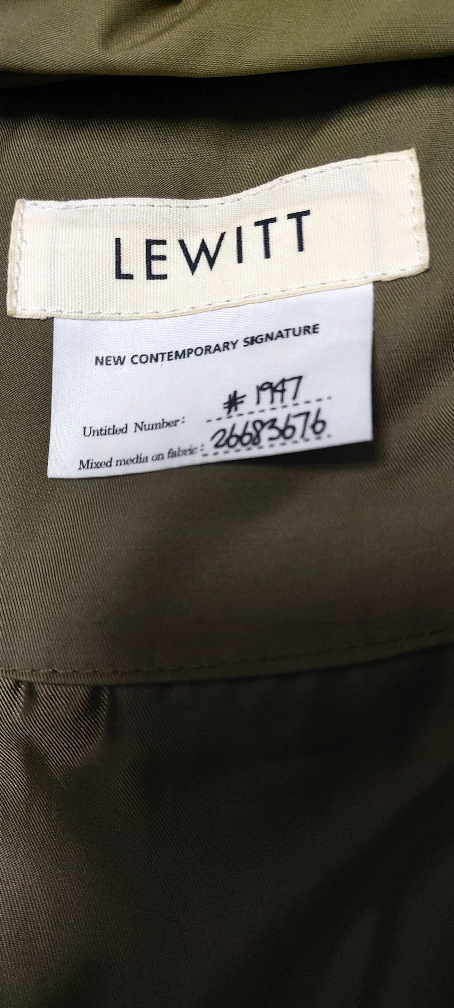 LEWITT
NEW CONTEMPORARY SIGNATURE
Untitled Number: # 1947
Mixed media on fabric: 26683676